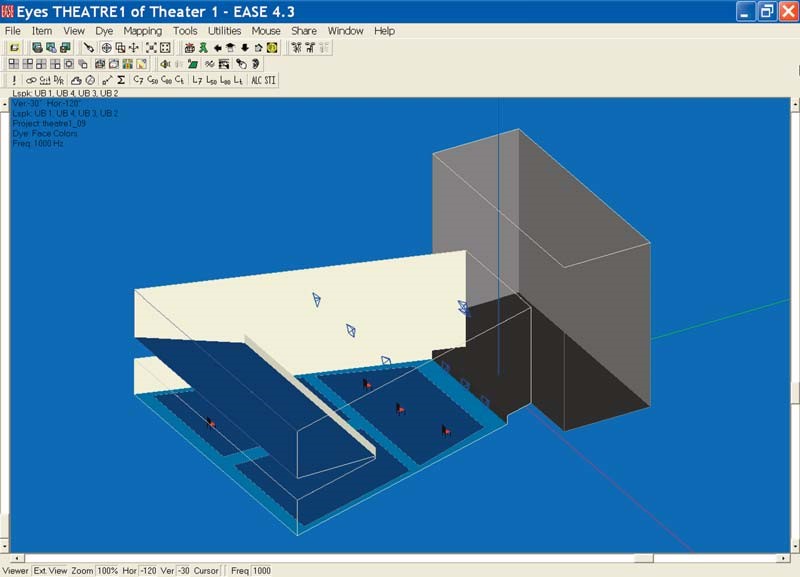 Eyes THEATRE1 of Theater 1 - EASE 4.3
File Item View Dye Mapping Tools Utilities Mouse Share Window Help
! D/R Σ C7 C50 C80 Ct L7 L50 L80 Lt ALC STI
Lspk: UB 1, UB 4, UB 3, UB 2
Ver:-30° Hor:-120°
Lspk: UB 1, UB 4, UB 3, UB 2
Project: theatre1_09
Dye: Face Colors
Freq: 1000 Hz
Viewer Ext. View Zoom 100% Hor -120 Ver -30 Cursor Freq 1000